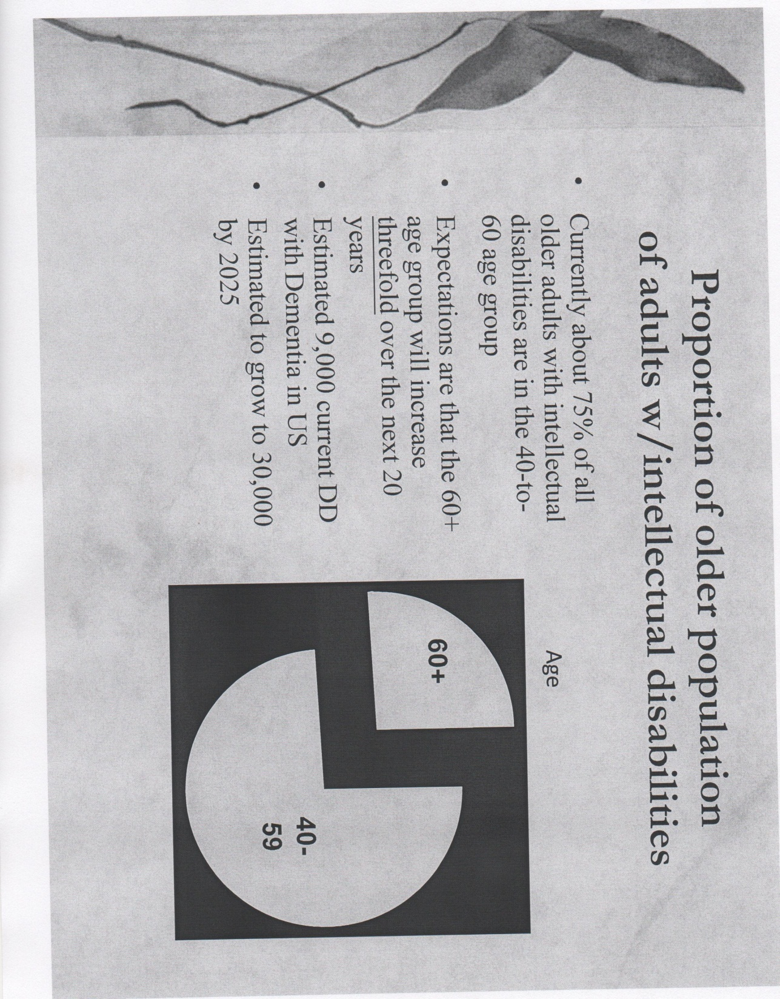 Proportion of older population
of adults w/intellectual disabilities
• Currently about 75% of all
older adults with intellectual
disabilities are in the 40-to-
60 age group
• Expectations are that the 60+
age group will increase
threefold over the next 20
years
• Estimated 9,000 current DD
with Dementia in US
• Estimated to grow to 30,000
by 2025
Age
60+
40-
59